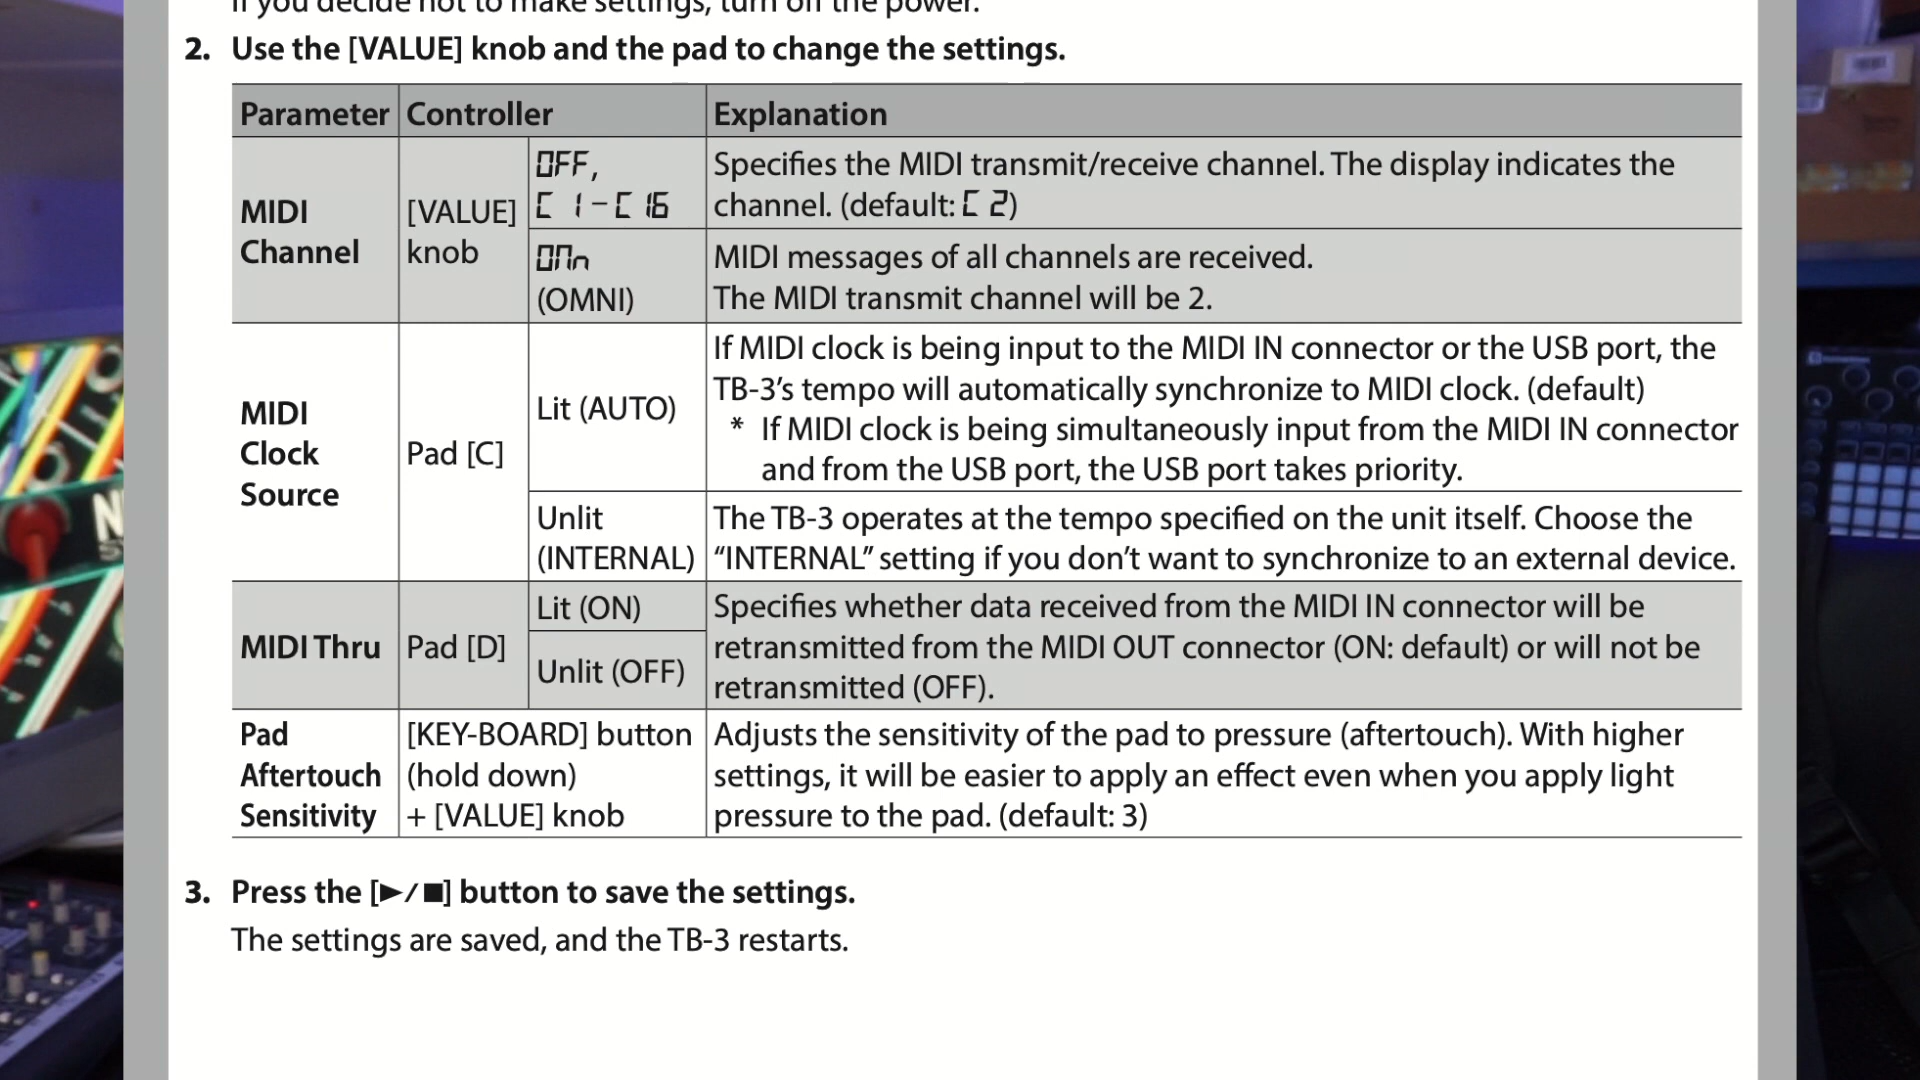 If you decide not to make settings, turn off the power.
2. Use the [VALUE] knob and the pad to change the settings.
Parameter Controller Explanation
MIDI Channel
[VALUE] knob
OFF,
C 1 – C 16
Specifies the MIDI transmit/receive channel. The display indicates the
channel. (default: C 2)
OMn
(OMNI)
MIDI messages of all channels are received.
The MIDI transmit channel will be 2.
MIDI
Clock
Source
Pad [C]
Lit (AUTO)
If MIDI clock is being input to the MIDI IN connector or the USB port, the
TB-3’s tempo will automatically synchronize to MIDI clock. (default)
* If MIDI clock is being simultaneously input from the MIDI IN connector
and from the USB port, the USB port takes priority.
Unlit
(INTERNAL)
The TB-3 operates at the tempo specified on the unit itself. Choose the
“INTERNAL” setting if you don’t want to synchronize to an external device.
MIDI Thru
Pad [D]
Lit (ON)
Unlit (OFF)
Specifies whether data received from the MIDI IN connector will be
retransmitted from the MIDI OUT connector (ON: default) or will not be
retransmitted (OFF).
Pad
Aftertouch
Sensitivity
[KEY-BOARD] button
(hold down)
+ [VALUE] knob
Adjusts the sensitivity of the pad to pressure (aftertouch). With higher
settings, it will be easier to apply an effect even when you apply light
pressure to the pad. (default: 3)
3. Press the [►/■] button to save the settings.
The settings are saved, and the TB-3 restarts.